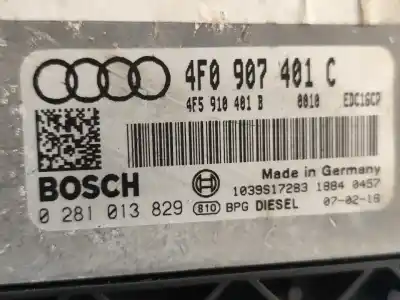 4F0 907 401 C
4F5 910 401 B 0010 EDC16CP
BOSCH
Made in Germany
1039S17283 1884 0457
0 281 013 829 810 BPG DIESEL 07-02-16